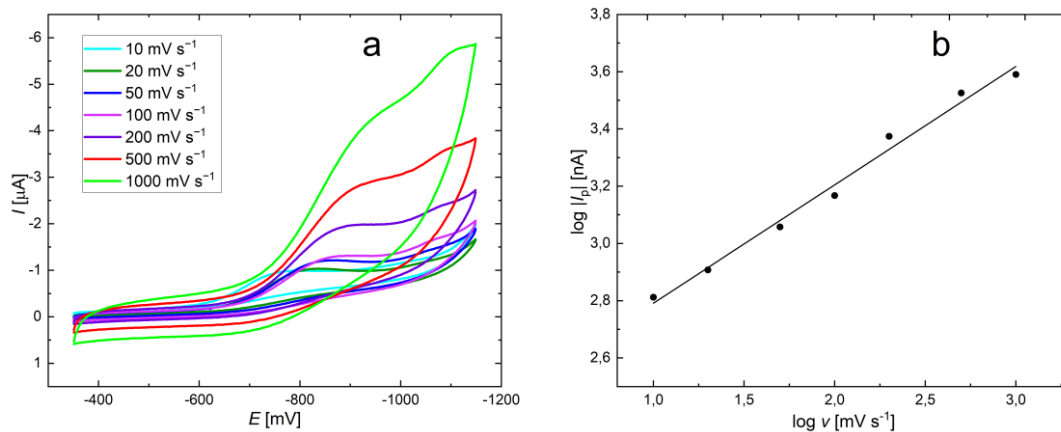 a
10 mV s⁻¹
20 mV s⁻¹
50 mV s⁻¹
100 mV s⁻¹
200 mV s⁻¹
500 mV s⁻¹
1000 mV s⁻¹
I [µA]
-6
-5
-4
-3
-2
-1
0
1
-400
-600
-800
-1000
-1200
E [mV]
b
log |Iₚ| [nA]
3,8
3,6
3,4
3,2
3,0
2,8
2,6
1,0
1,5
2,0
2,5
3,0
log v [mV s⁻¹]